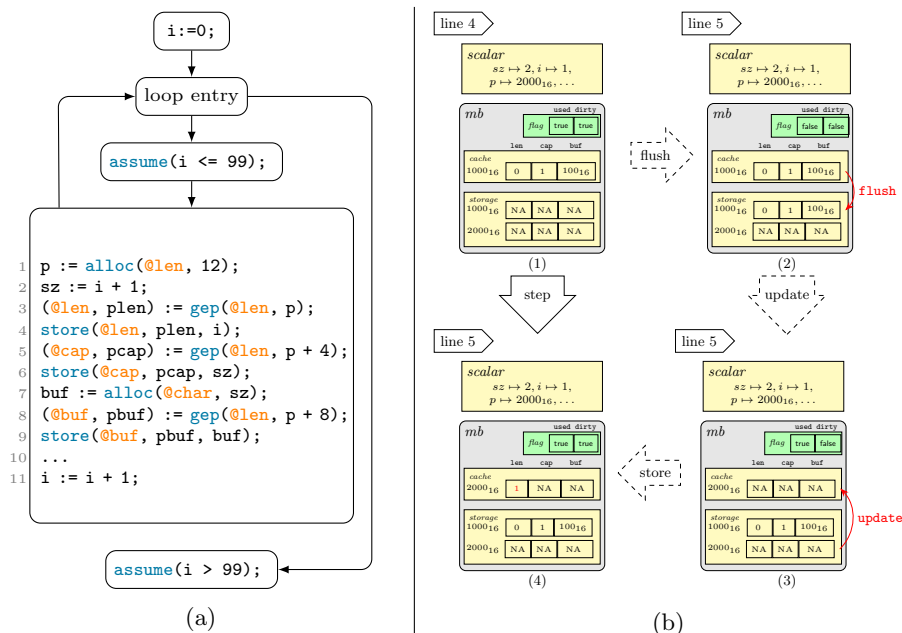 i:=0;
loop entry
assume(i <= 99);
1 p := alloc(@len, 12);
2 sz := i + 1;
3 (@len, plen) := gep(@len, p);
4 store(@len, plen, i);
5 (@cap, pcap) := gep(@len, p + 4);
6 store(@cap, pcap, sz);
7 buf := alloc(@char, sz);
8 (@buf, pbuf) := gep(@len, p + 8);
9 store(@buf, pbuf, buf);
10 ...
11 i := i + 1;
assume(i > 99);
(a)
line 4
scalar
sz ↦ 2, i ↦ 1,
p ↦ 2000₁₆, . . .
mb
used dirty
flag true true
len cap buf
cache
1000₁₆ 0 1 100₁₆
storage
1000₁₆ NA NA NA
2000₁₆ NA NA NA
(1)
flush
line 5
scalar
sz ↦ 2, i ↦ 1,
p ↦ 2000₁₆, . . .
mb
used dirty
flag false false
len cap buf
cache
1000₁₆ 0 1 100₁₆
flush
storage
1000₁₆ 0 1 100₁₆
2000₁₆ NA NA NA
(2)
step
update
line 5
scalar
sz ↦ 2, i ↦ 1,
p ↦ 2000₁₆, . . .
mb
used dirty
flag true true
len cap buf
cache
2000₁₆ 1 NA NA
storage
1000₁₆ 0 1 100₁₆
2000₁₆ NA NA NA
(4)
store
line 5
scalar
sz ↦ 2, i ↦ 1,
p ↦ 2000₁₆, . . .
mb
used dirty
flag true false
len cap buf
cache
2000₁₆ NA NA NA
update
storage
1000₁₆ 0 1 100₁₆
2000₁₆ NA NA NA
(3)
(b)